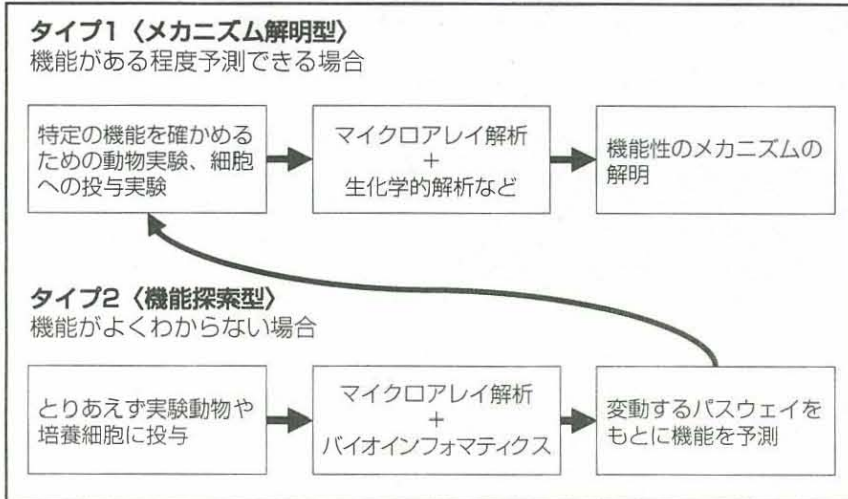 タイプ1〈メカニズム解明型〉
機能がある程度予測できる場合
特定の機能を確かめる
ための動物実験、細胞
への投与実験
マイクロアレイ解析
+
生化学的解析など
機能性のメカニズムの
解明
タイプ2〈機能探索型〉
機能がよくわからない場合
とりあえず実験動物や
培養細胞に投与
マイクロアレイ解析
+
バイオインフォマティクス
変動するパスウェイを
もとに機能を予測